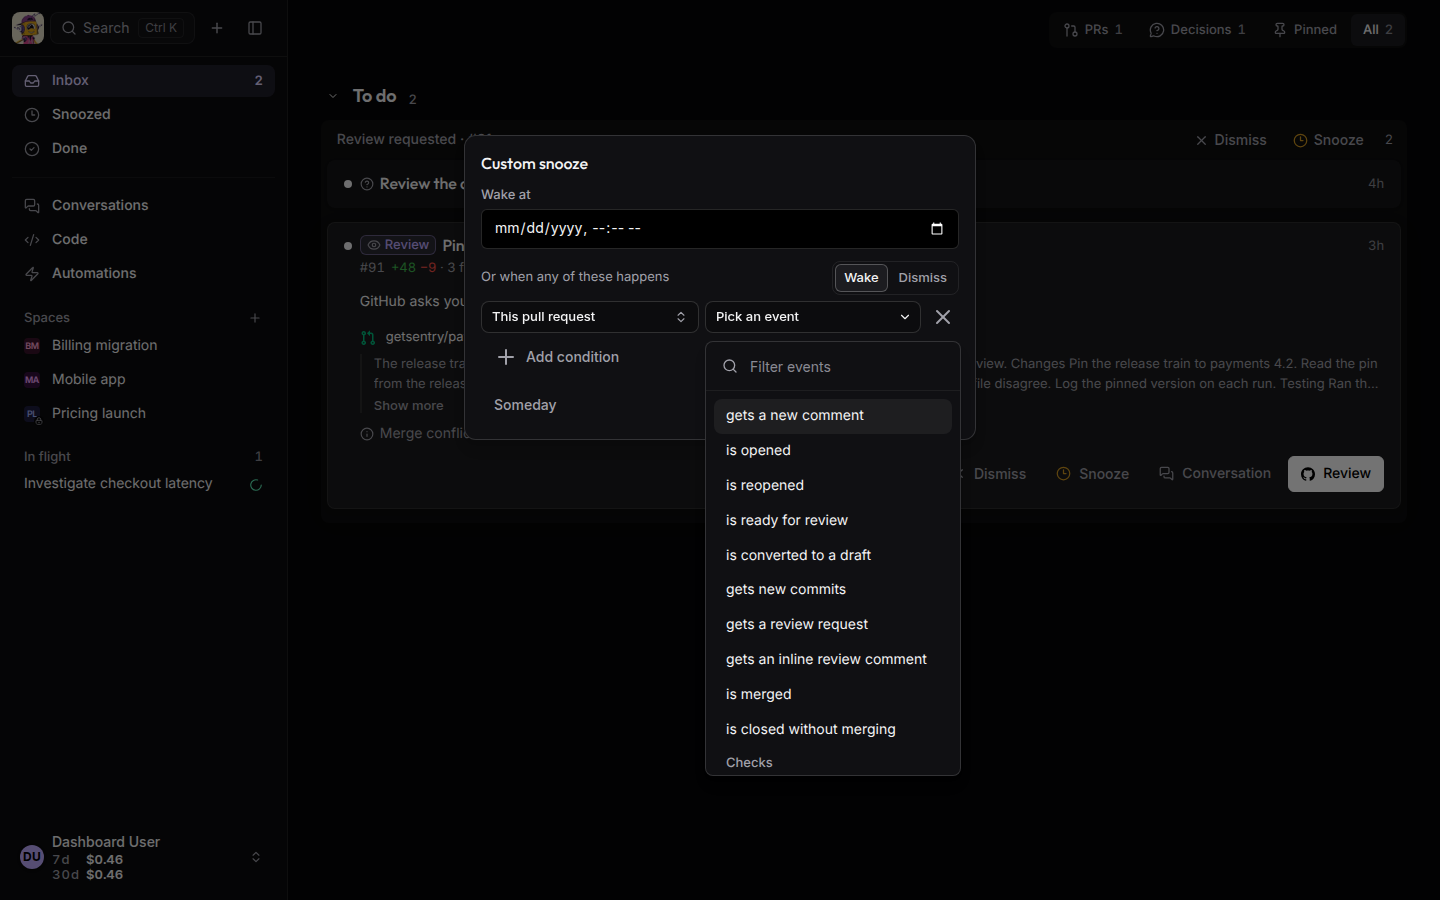 Search Ctrl K
PRs 1 Decisions 1 Pinned All 2
Inbox 2
Snoozed
Done
Conversations
Code
Automations
Spaces
BM Billing migration
MA Mobile app
PL Pricing launch
In flight 1
Investigate checkout latency
Dashboard User
DU
7d $0.46
30d $0.46
To do 2
Review requested ·
Dismiss Snooze 2
Review the
4h
Review Pin
3h
#91 +48 −9 · 3 f
GitHub asks you
getsentry/pa
The release trai
view. Changes Pin the release train to payments 4.2. Read the pin
from the releas
file disagree. Log the pinned version on each run. Testing Ran th...
Show more
Merge confli
Dismiss Snooze Conversation Review
Custom snooze
Wake at
mm/dd/yyyy, --:-- --
Or when any of these happens Wake Dismiss
This pull request Pick an event
Add condition
Someday
Filter events
gets a new comment
is opened
is reopened
is ready for review
is converted to a draft
gets new commits
gets a review request
gets an inline review comment
is merged
is closed without merging
Checks